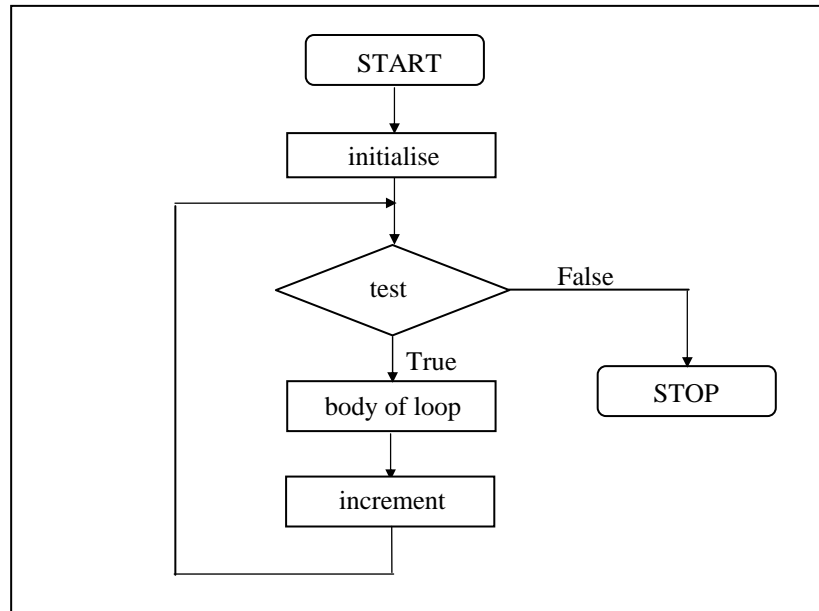 START
initialise
test
False
True
body of loop
STOP
increment